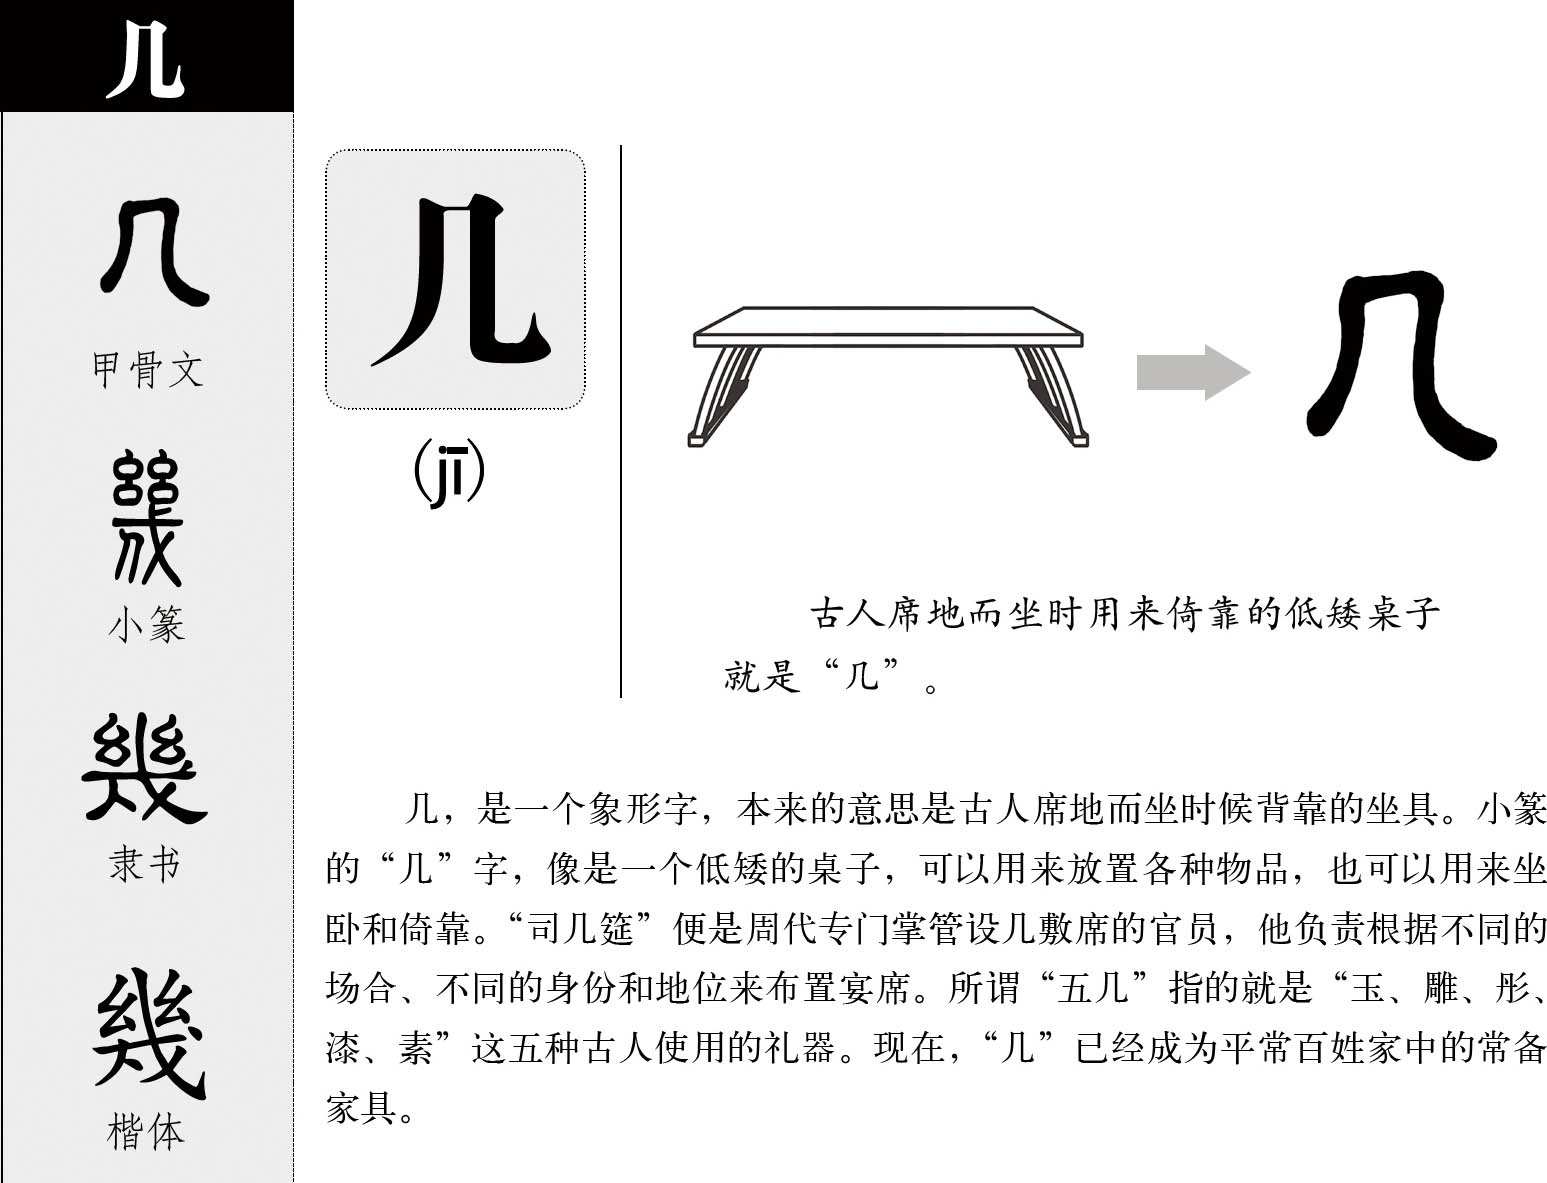 几
几
甲骨文
幾
小篆
幾
隶书
幾
楷体
几
(jī)
几
古人席地而坐时用来倚靠的低矮桌子
就是“几”。
几，是一个象形字，本来的意思是古人席地而坐时候背靠的坐具。小篆
的“几”字，像是一个低矮的桌子，可以用来放置各种物品，也可以用来坐
卧和倚靠。“司几筵”便是周代专门掌管设几敷席的官员，他负责根据不同的
场合、不同的身份和地位来布置宴席。所谓“五几”指的就是“玉、雕、彤、
漆、素”这五种古人使用的礼器。现在，“几”已经成为平常百姓家中的常备
家具。